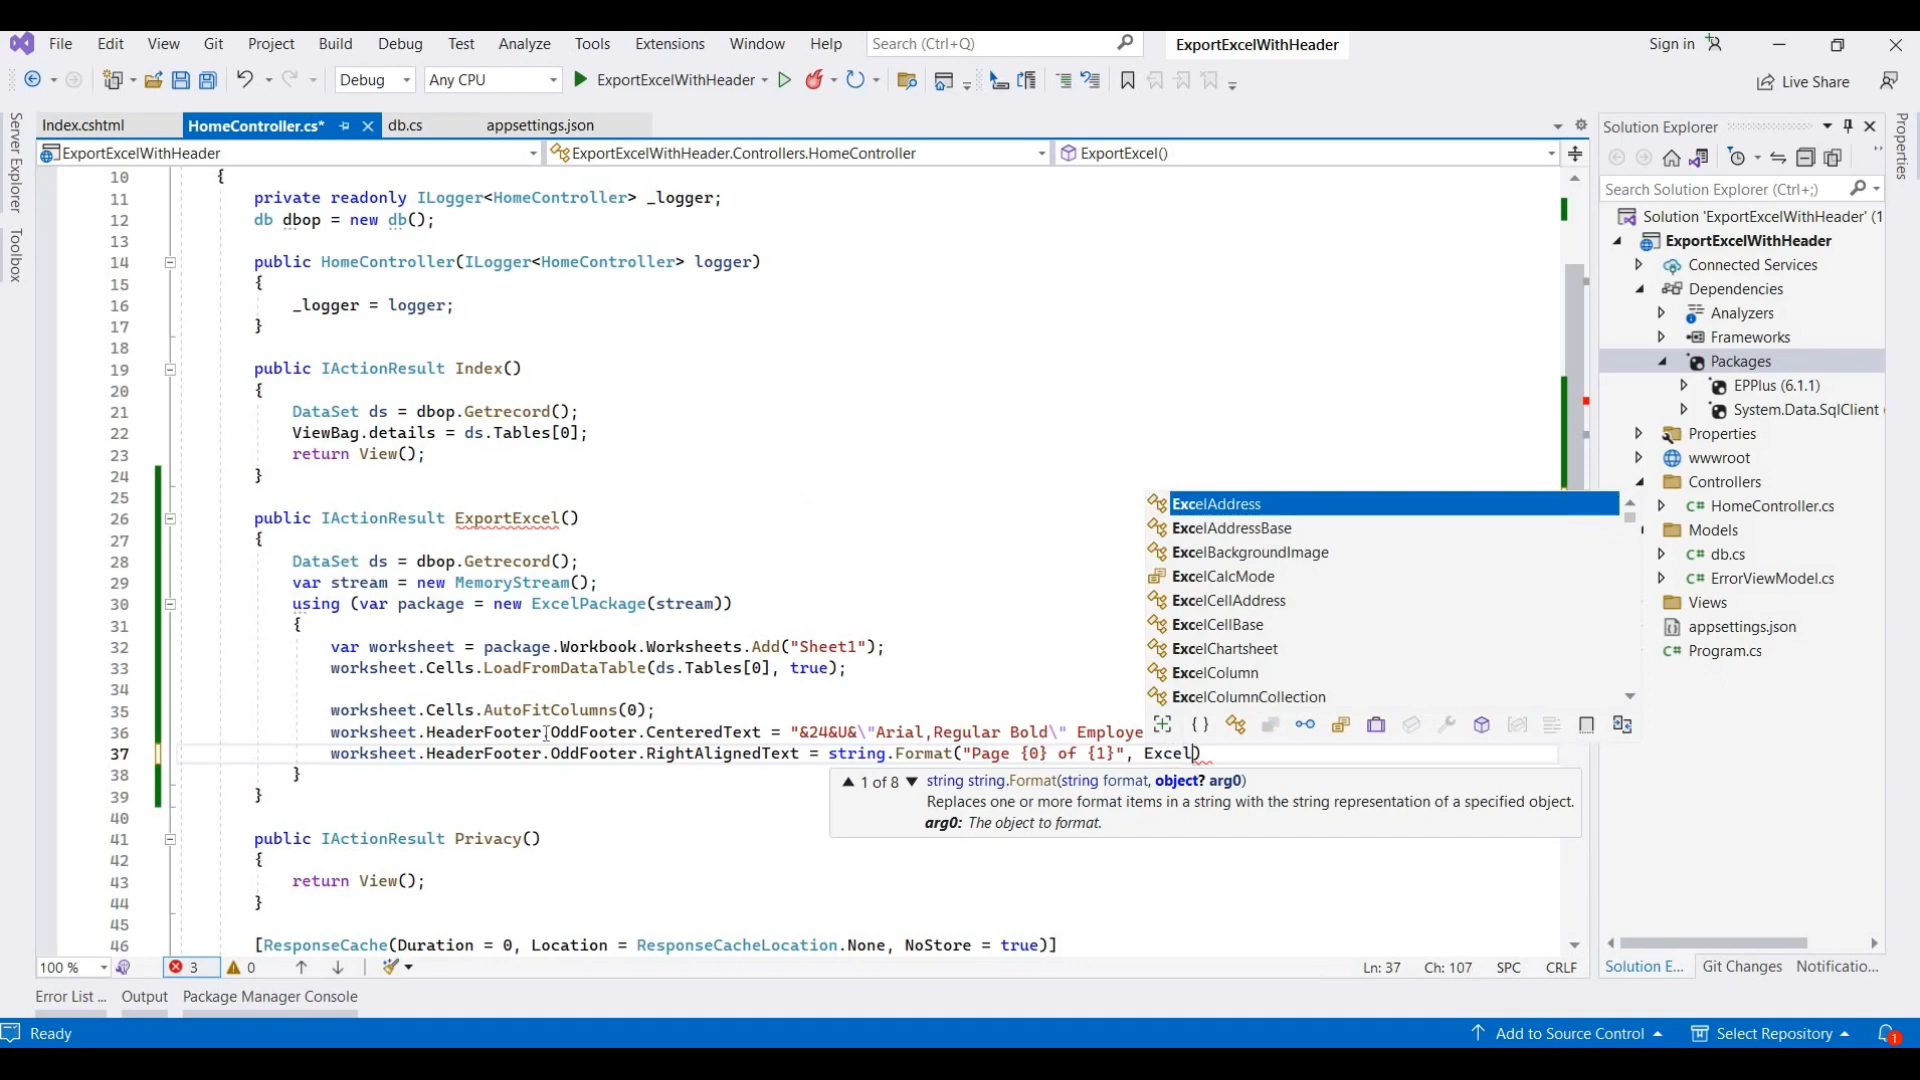 File Edit View Git Project Build Debug Test Analyze Tools Extensions Window Help Search (Ctrl+Q) ExportExcelWithHeader Sign in
Debug Any CPU ExportExcelWithHeader Live Share
Server Explorer
Toolbox
Index.cshtml HomeController.cs* db.cs appsettings.json
ExportExcelWithHeader ExportExcelWithHeader.Controllers.HomeController ExportExcel()
10 {
11 private readonly ILogger<HomeController> _logger;
12 db dbop = new db();
13
14 public HomeController(ILogger<HomeController> logger)
15 {
16 _logger = logger;
17 }
18
19 public IActionResult Index()
20 {
21 DataSet ds = dbop.Getrecord();
22 ViewBag.details = ds.Tables[0];
23 return View();
24 }
25
26 public IActionResult ExportExcel()
27 {
28 DataSet ds = dbop.Getrecord();
29 var stream = new MemoryStream();
30 using (var package = new ExcelPackage(stream))
31 {
32 var worksheet = package.Workbook.Worksheets.Add("Sheet1");
33 worksheet.Cells.LoadFromDataTable(ds.Tables[0], true);
34
35 worksheet.Cells.AutoFitColumns(0);
36 worksheet.HeaderFooter.OddFooter.CenteredText = "&24&U&\"Arial,Regular Bold\" Employe
37 worksheet.HeaderFooter.OddFooter.RightAlignedText = string.Format("Page {0} of {1}", Excel)
38 }
39 }
40
41 public IActionResult Privacy()
42 {
43 return View();
44 }
45
46 [ResponseCache(Duration = 0, Location = ResponseCacheLocation.None, NoStore = true)]
ExcelAddress
ExcelAddressBase
ExcelBackgroundImage
ExcelCalcMode
ExcelCellAddress
ExcelCellBase
ExcelChartsheet
ExcelColumn
ExcelColumnCollection
1 of 8 string string.Format(string format, object? arg0)
Replaces one or more format items in a string with the string representation of a specified object.
arg0: The object to format.
Solution Explorer
Search Solution Explorer (Ctrl+;)
Solution 'ExportExcelWithHeader' (1
ExportExcelWithHeader
Connected Services
Dependencies
Analyzers
Frameworks
Packages
EPPlus (6.1.1)
System.Data.SqlClient
Properties
wwwroot
Controllers
HomeController.cs
Models
db.cs
ErrorViewModel.cs
Views
appsettings.json
Program.cs
Properties
100 % 3 0 Ln: 37 Ch: 107 SPC CRLF
Solution E... Git Changes Notificatio...
Error List ... Output Package Manager Console
Ready Add to Source Control Select Repository 1